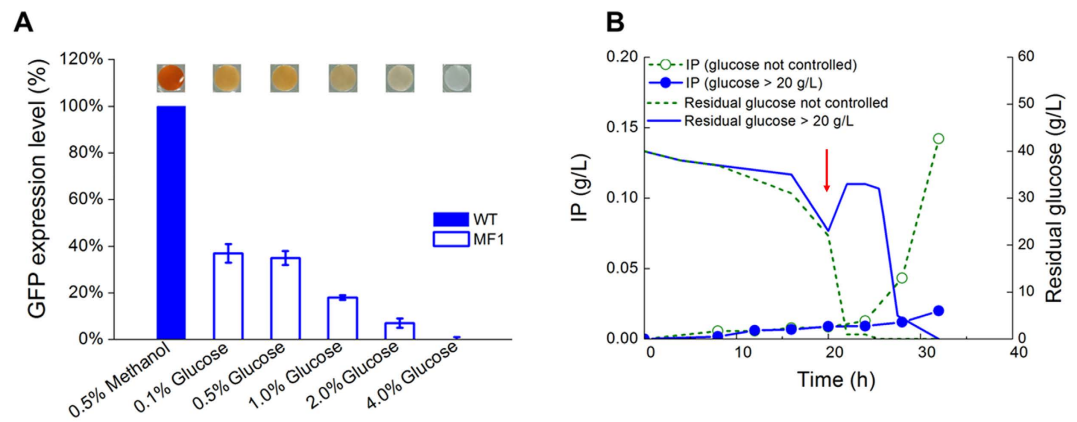 A
120%
100%
80%
60%
40%
20%
0%
GFP expression level (%)
WT
MF1
0.5% Methanol
0.1% Glucose
0.5% Glucose
1.0% Glucose
2.0% Glucose
4.0% Glucose
B
0.20
0.15
0.10
0.05
0.00
IP (g/L)
IP (glucose not controlled)
IP (glucose > 20 g/L)
Residual glucose not controlled
Residual glucose > 20 g/L
60
50
40
30
20
10
0
Residual glucose (g/L)
0 10 20 30 40
Time (h)